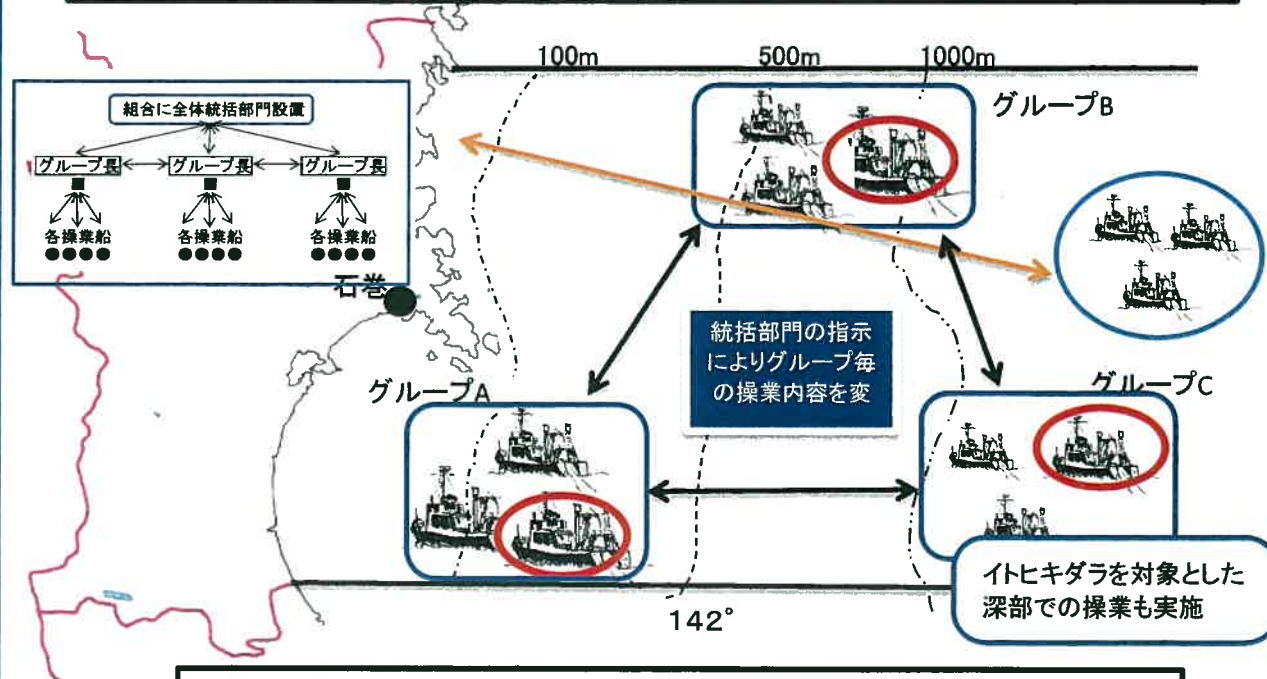 100m 500m 1000m
組合に全体統括部門設置
グループ長 グループ長 グループ長
各操業船 各操業船 各操業船
グループB
石巻
統括部門の指示
によりグループ毎
の操業内容を変
グループA
グループC
イトヒキダラを対象とした
深部での操業も実施
142°